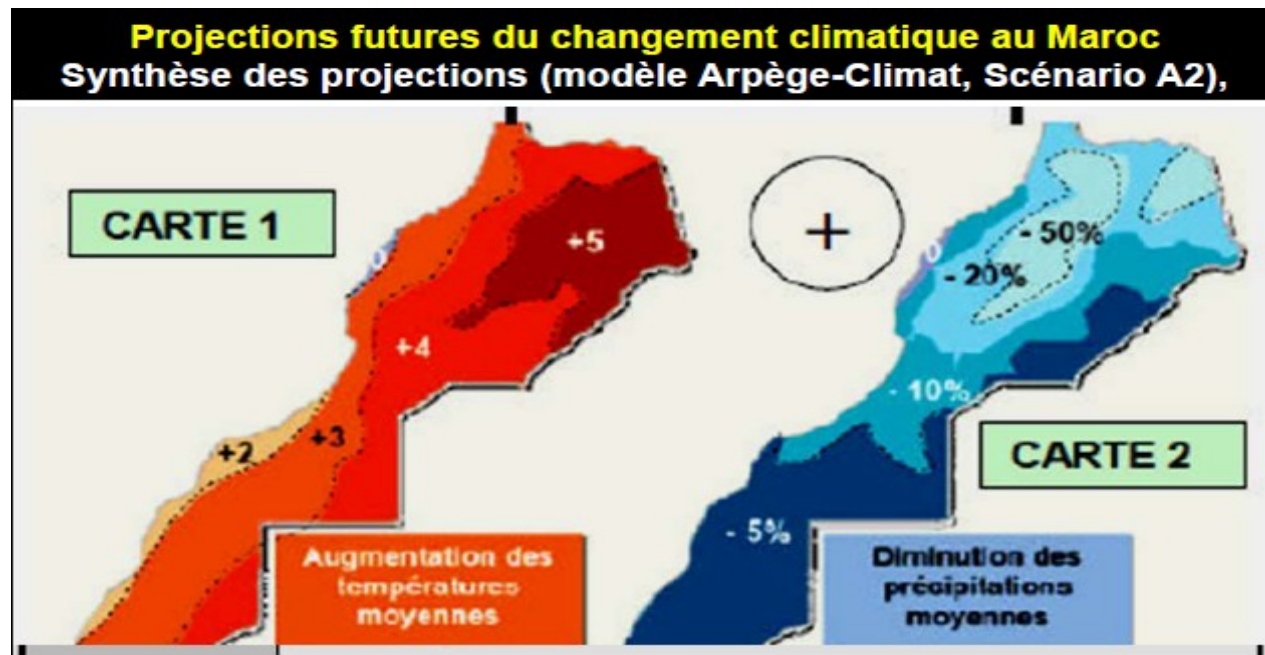 Projections futures du changement climatique au Maroc
Synthèse des projections (modèle Arpège-Climat, Scénario A2),
CARTE 1
+5
+4
+3
+2
Augmentation des
températures
moyennes
+
- 50%
- 20%
- 10%
- 5%
CARTE 2
Diminution des
précipitations
moyennes